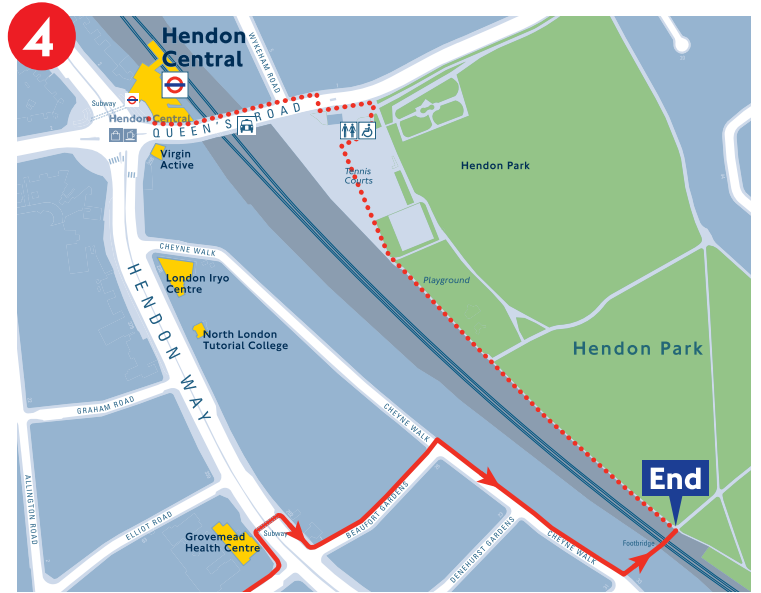 4
Hendon
Central
WYKEHAM ROAD
Subway
Hendon Central
QUEEN'S ROAD
Virgin
Active
Tennis
Courts
Hendon Park
CHEYNE WALK
London Iryo
Centre
Playground
HENDON WAY
North London
Tutorial College
Hendon Park
GRAHAM ROAD
CHEYNE WALK
End
ALLINGTON ROAD
ELLIOT ROAD
Grovemead
Health Centre
Subway
BEAUFORT GARDENS
DENEHURST GARDENS
CHEYNE WALK
Footbridge